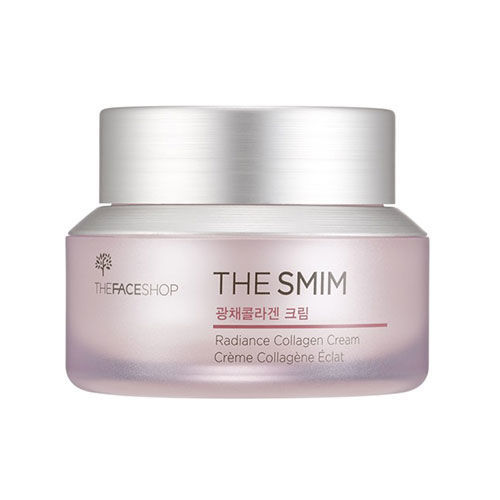 THEFACESHOP
THE SMIM
광채콜라겐 크림
Radiance Collagen Cream
Crème Collagène Éclat